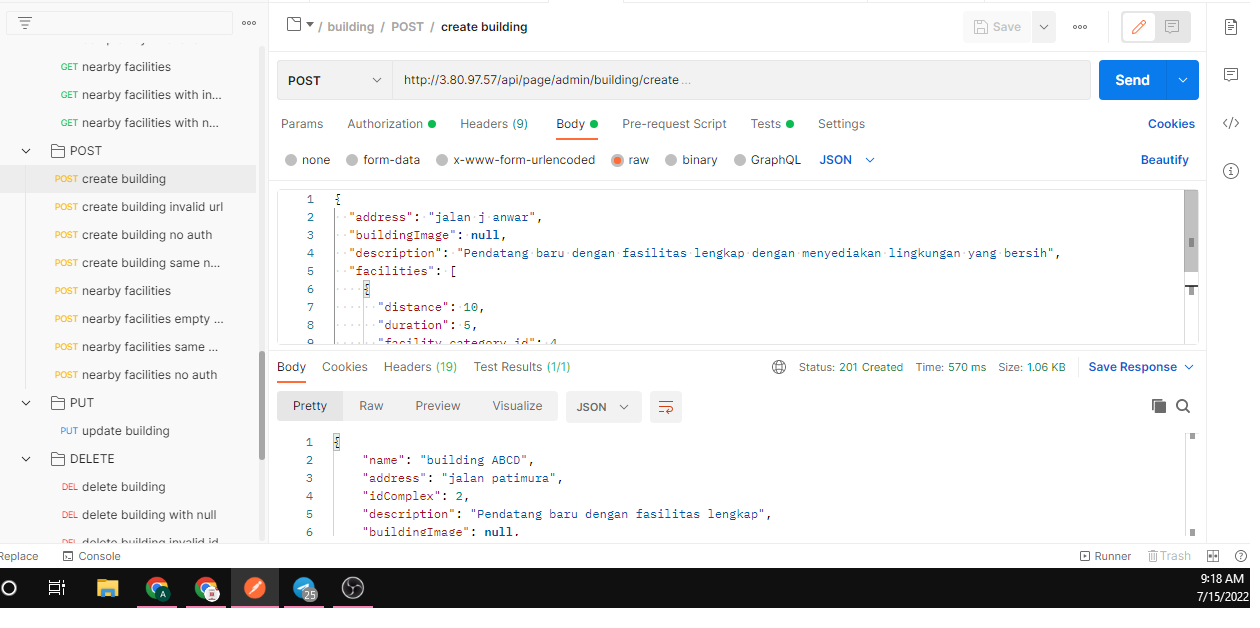 / building / POST / create building
Save
POST
http://3.80.97.57/api/page/admin/building/create ...
Send
Params Authorization Headers (9) Body Pre-request Script Tests Settings Cookies
none form-data x-www-form-urlencoded raw binary GraphQL JSON Beautify
1 {
2 "address": "jalan j anwar",
3 "buildingImage": null,
4 "description": "Pendatang baru dengan fasilitas lengkap dengan menyediakan lingkungan yang bersih",
5 "facilities": [
6 {
7 "distance": 10,
8 "duration": 5,
9 "facility_category_id": 4
Body Cookies Headers (19) Test Results (1/1) Status: 201 Created Time: 570 ms Size: 1.06 KB Save Response
Pretty Raw Preview Visualize JSON
1 {
2 "name": "building ABCD",
3 "address": "jalan patimura",
4 "idComplex": 2,
5 "description": "Pendatang baru dengan fasilitas lengkap",
6 "buildingImage": null,
GET nearby facilities
GET nearby facilities with in...
GET nearby facilities with n...
POST
POST create building
POST create building invalid url
POST create building no auth
POST create building same n...
POST nearby facilities
POST nearby facilities empty ...
POST nearby facilities same ...
POST nearby facilities no auth
PUT
PUT update building
DELETE
DEL delete building
DEL delete building with null
DEL delete building invalid id
Replace Console Runner Trash
A
25
9:18 AM
7/15/2022